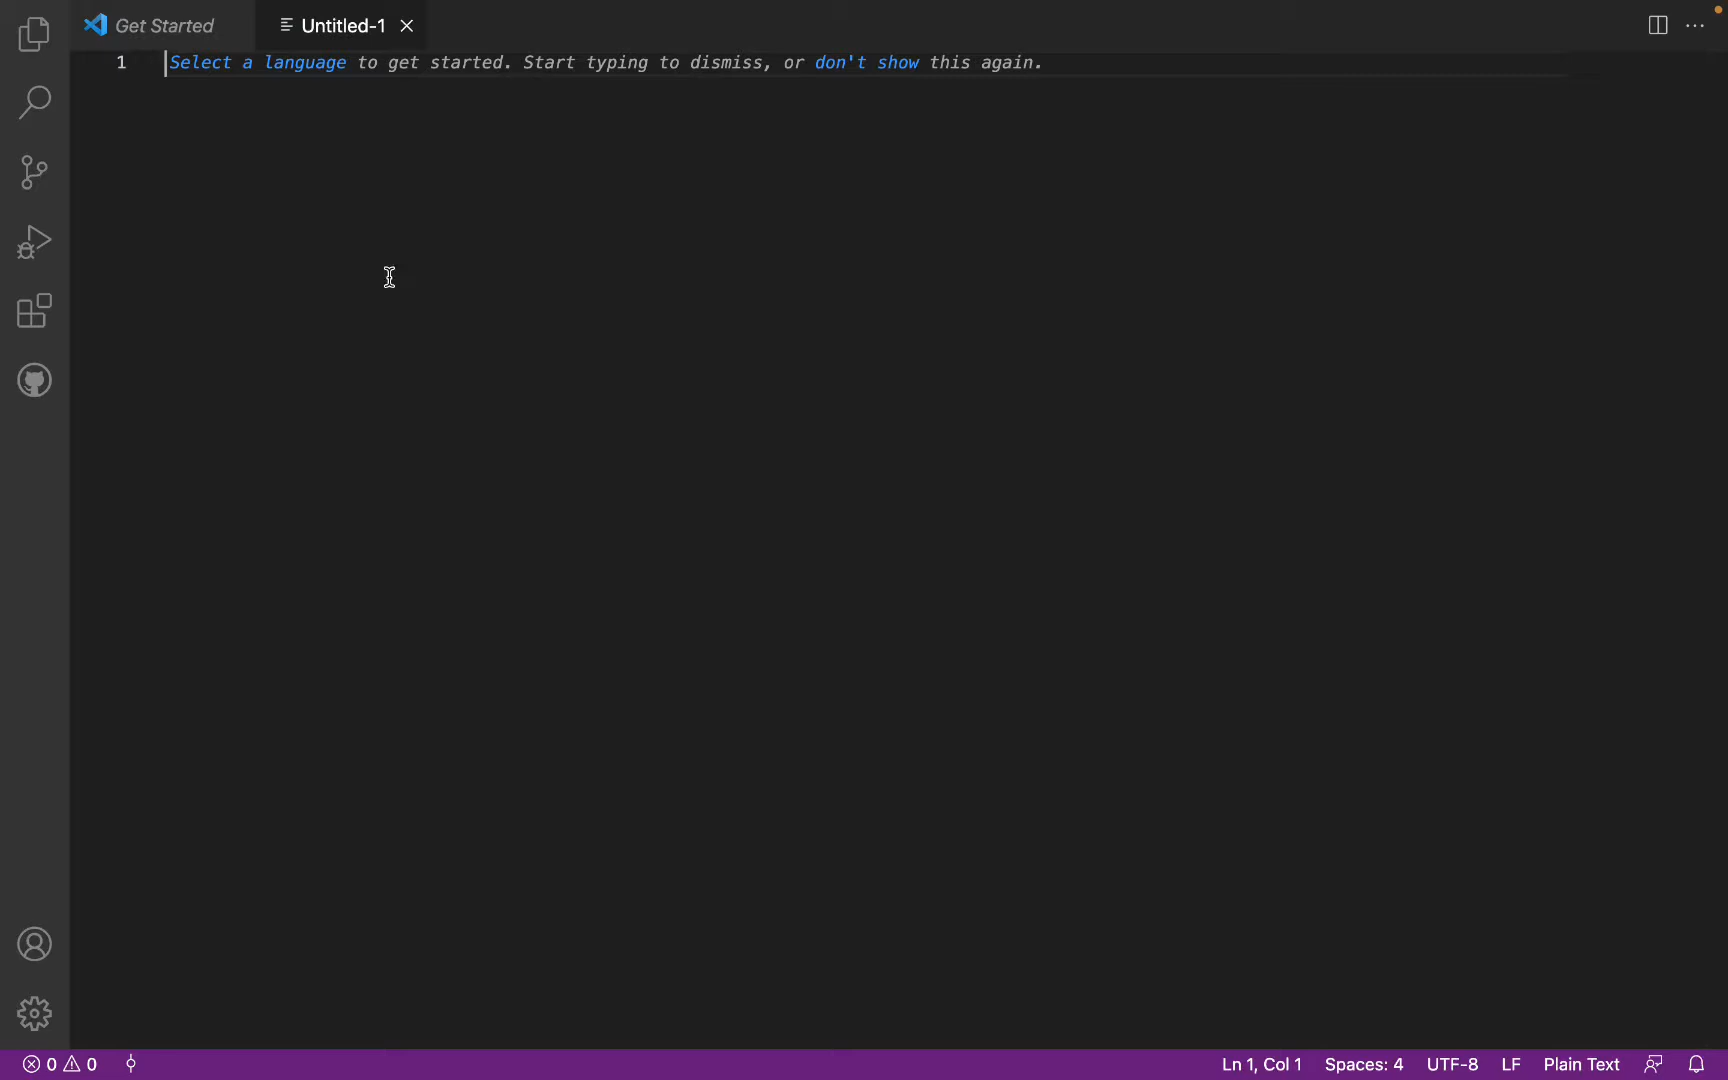 Get Started
Untitled-1
1 Select a language to get started. Start typing to dismiss, or don't show this again.
0 0 Ln 1, Col 1 Spaces: 4 UTF-8 LF Plain Text